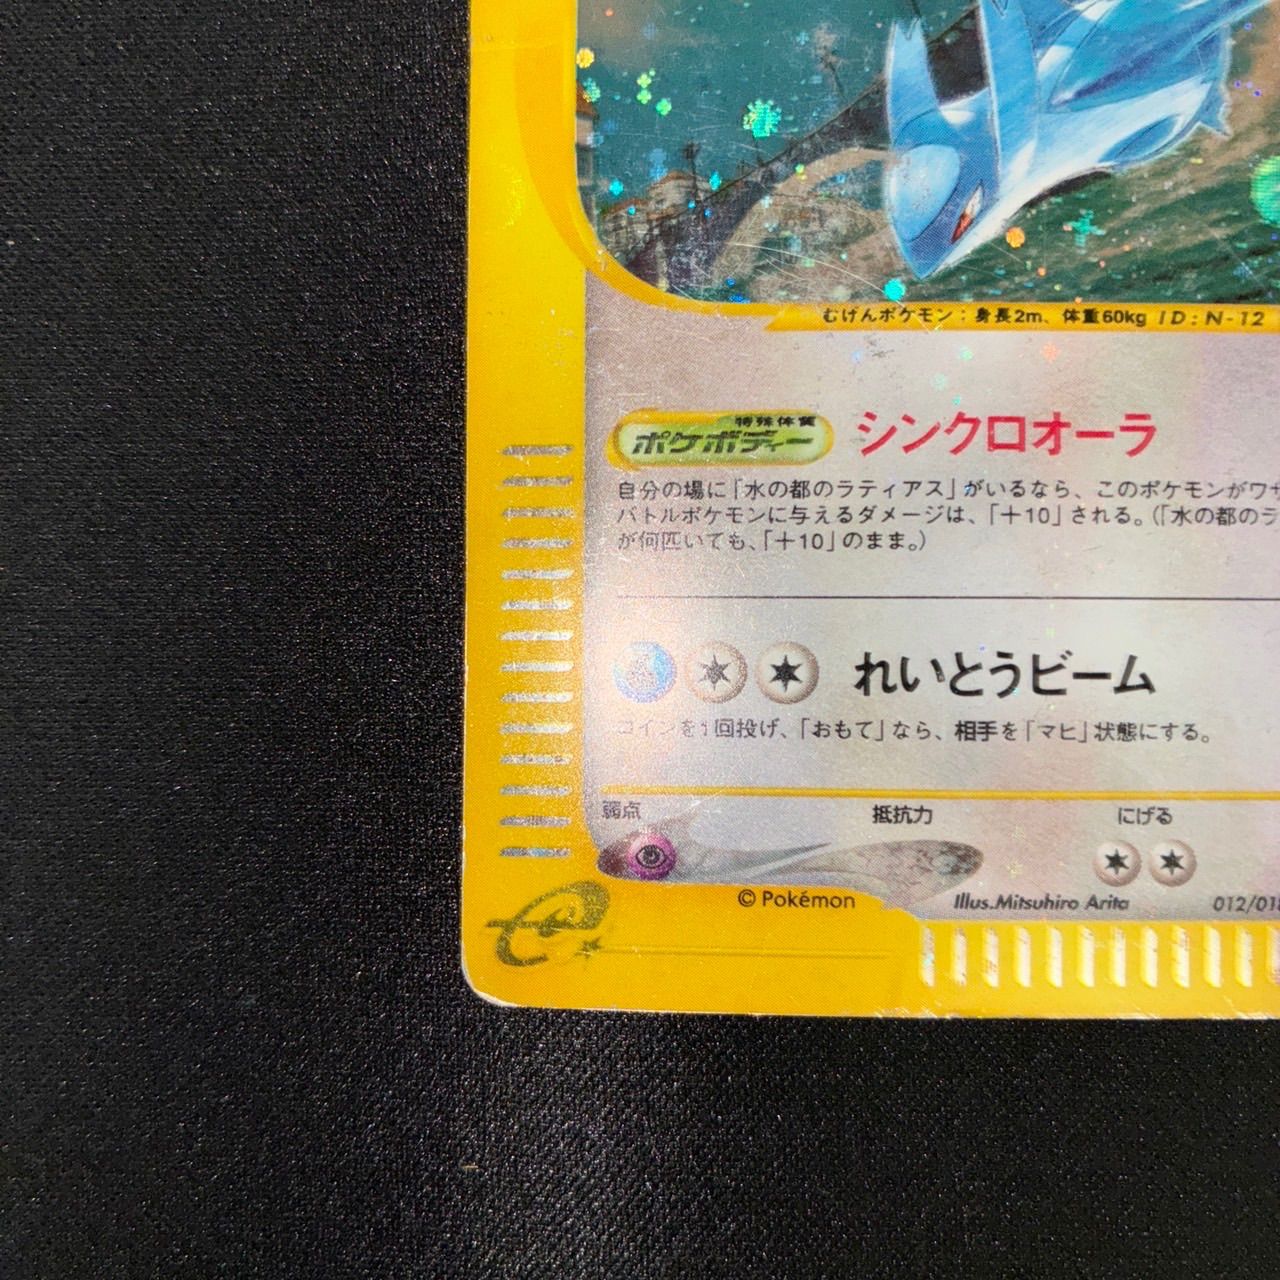 むげんポケモン：身長2m、体重60kg ID:N-12
特殊体質
ポケボディー シンクロオーラ
自分の場に「水の都のラティアス」がいるなら、このポケモンがワザ
バトルポケモンに与えるダメージは、「＋10」される。（「水の都のラ
が何匹いても、「＋10」のまま。）
れいとうビーム
コインを1回投げ、「おもて」なら、相手を「マヒ」状態にする。
弱点 抵抗力 にげる
© Pokémon Illus.Mitsuhiro Arita 012/018
e